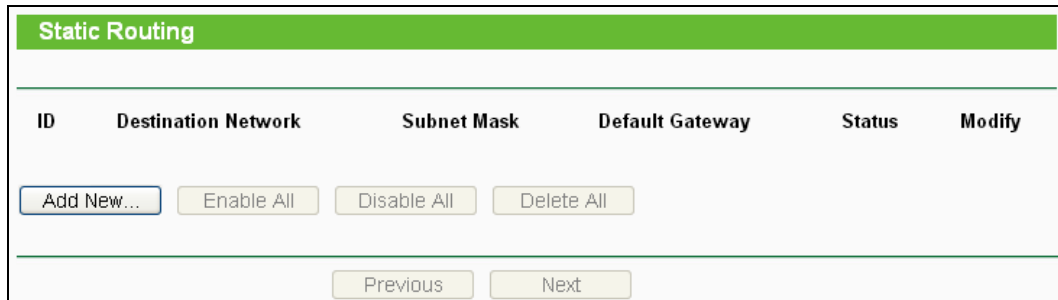 Static Routing
ID Destination Network Subnet Mask Default Gateway Status Modify
Add New... Enable All Disable All Delete All
Previous Next